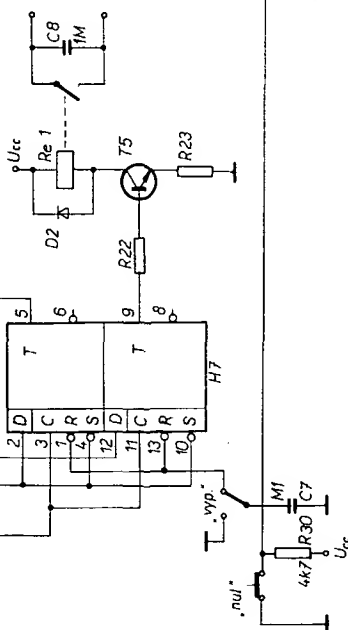 C8
1M
Ucc
Re 1
D2
T5
R23
R22
5
6
9
8
T
T
H7
2 D
3 C
1 R
4 S
12 D
11 C
13 R
10 S
"vyp."
M1
C7
R30
4k7
"nul"
Ucc